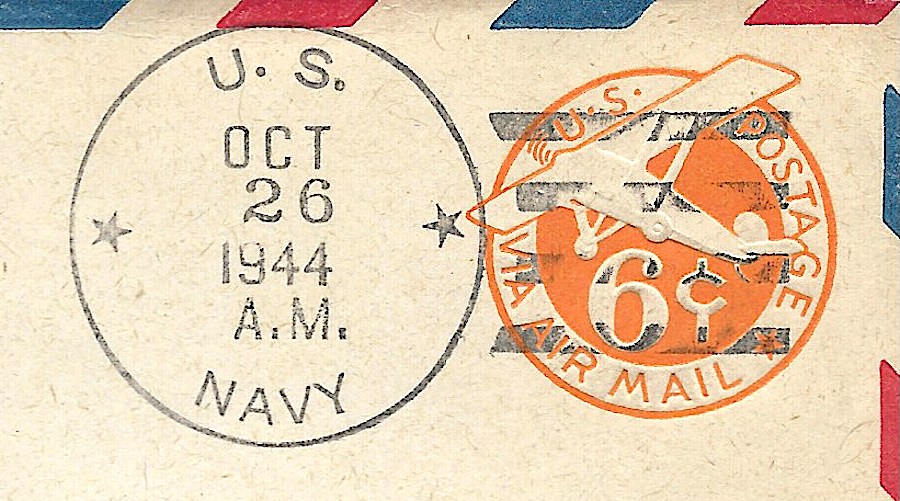 U. S.
OCT
26
1944
A.M.
NAVY
U.S. POSTAGE
6¢
VIA AIR MAIL